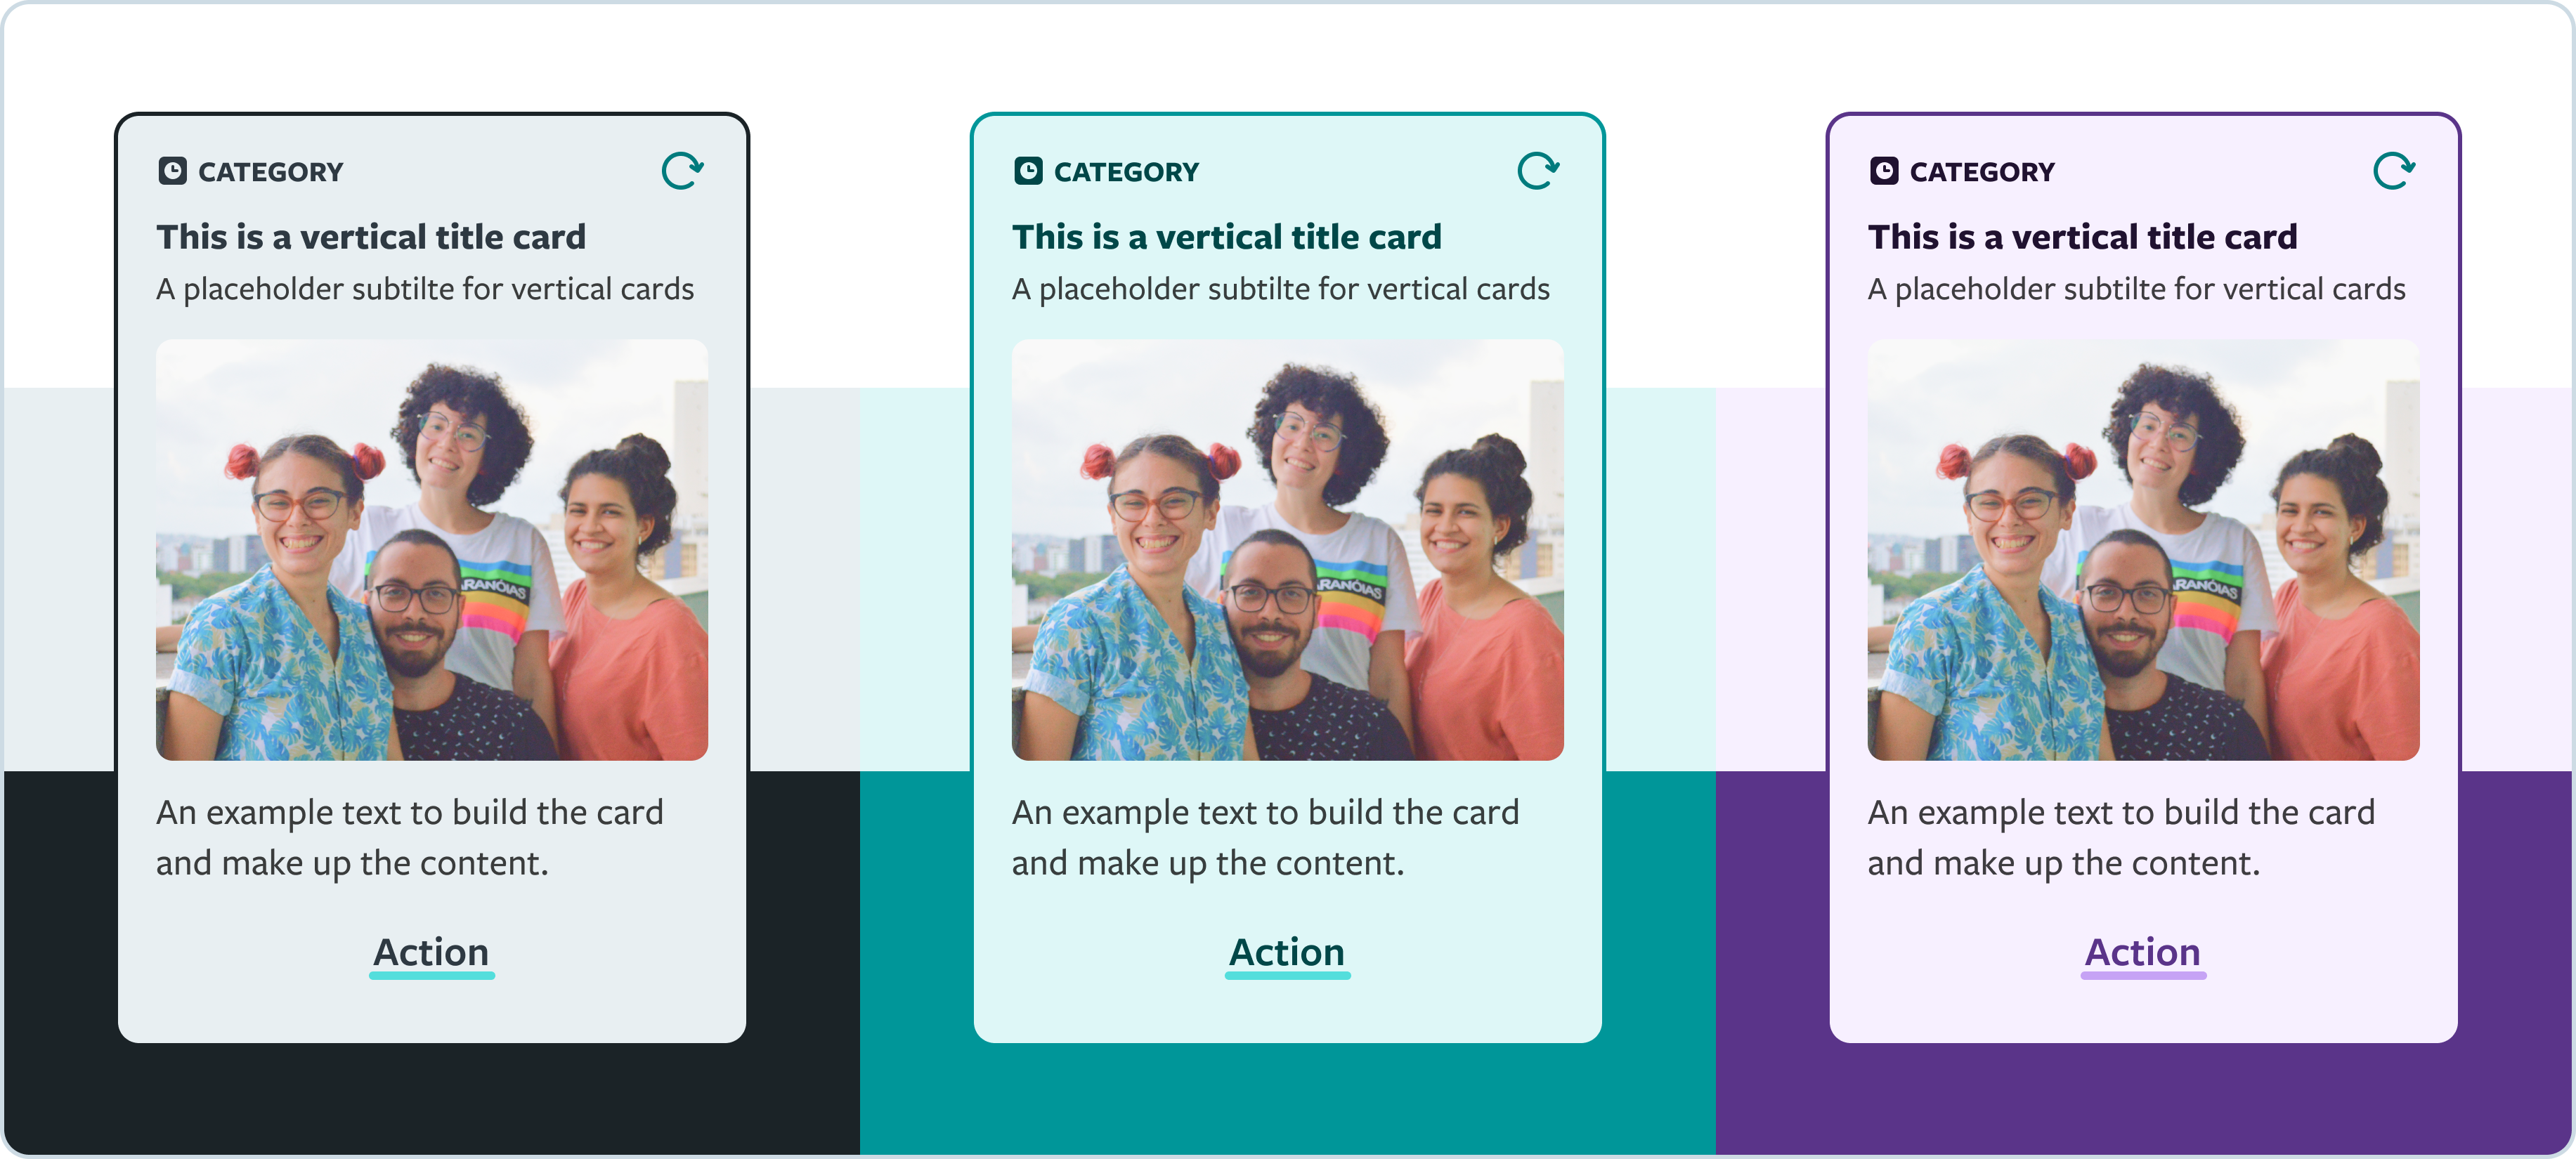 CATEGORY
This is a vertical title card
A placeholder subtilte for vertical cards
ARANÓIAS
An example text to build the card
and make up the content.
Action
CATEGORY
This is a vertical title card
A placeholder subtilte for vertical cards
ARANÓIAS
An example text to build the card
and make up the content.
Action
CATEGORY
This is a vertical title card
A placeholder subtilte for vertical cards
ARANÓIAS
An example text to build the card
and make up the content.
Action